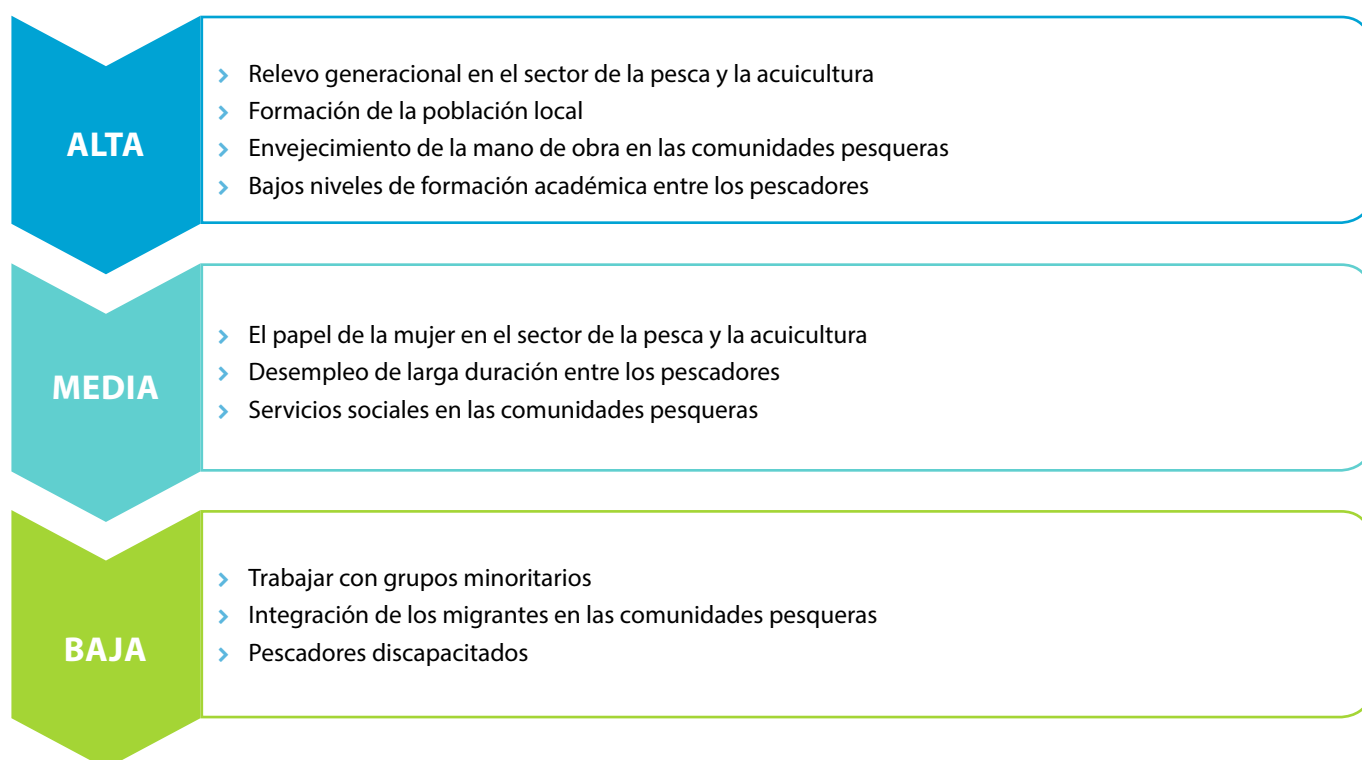 ALTA
Relevo generacional en el sector de la pesca y la acuicultura
Formación de la población local
Envejecimiento de la mano de obra en las comunidades pesqueras
Bajos niveles de formación académica entre los pescadores
MEDIA
El papel de la mujer en el sector de la pesca y la acuicultura
Desempleo de larga duración entre los pescadores
Servicios sociales en las comunidades pesqueras
BAJA
Trabajar con grupos minoritarios
Integración de los migrantes en las comunidades pesqueras
Pescadores discapacitados